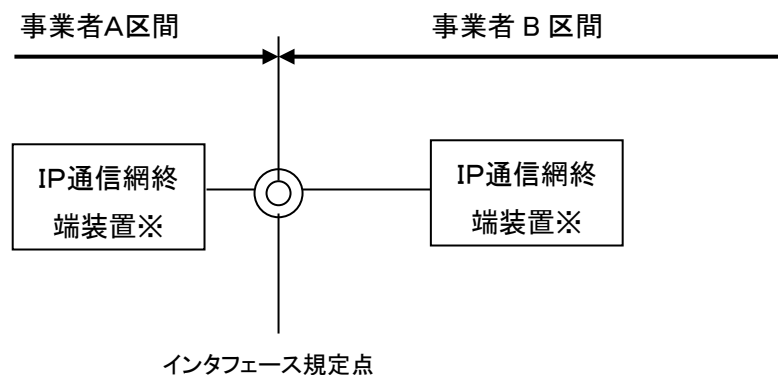 事業者A区間
事業者 B 区間
IP通信網終
端装置※
IP通信網終
端装置※
インタフェース規定点